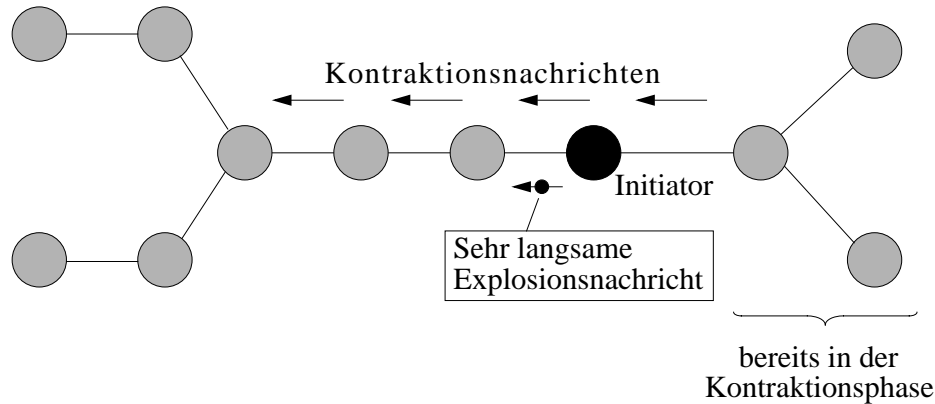 Kontraktionsnachrichten
Initiator
Sehr langsame
Explosionsnachricht
bereits in der
Kontraktionsphase